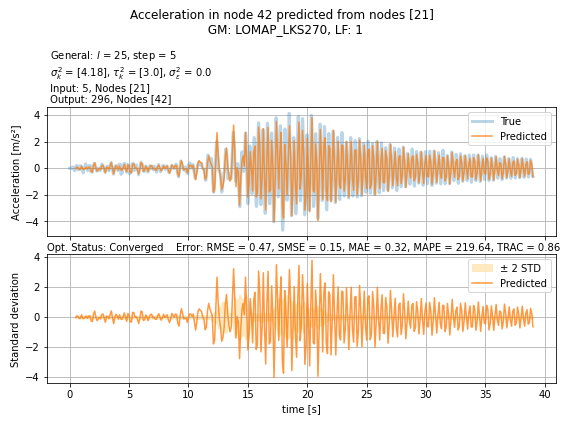 Acceleration in node 42 predicted from nodes [21]
GM: LOMAP_LKS270, LF: 1
General: l = 25, step = 5
σ²ₖ = [4.18], τ²ₖ = [3.0], σ²ε = 0.0
Input: 5, Nodes [21]
Output: 296, Nodes [42]
Acceleration [m/s²]
4
2
0
−2
−4
True
Predicted
Opt. Status: Converged Error: RMSE = 0.47, SMSE = 0.15, MAE = 0.32, MAPE = 219.64, TRAC = 0.86
Standard deviation
4
2
0
−2
−4
± 2 STD
Predicted
0 5 10 15 20 25 30 35 40
time [s]